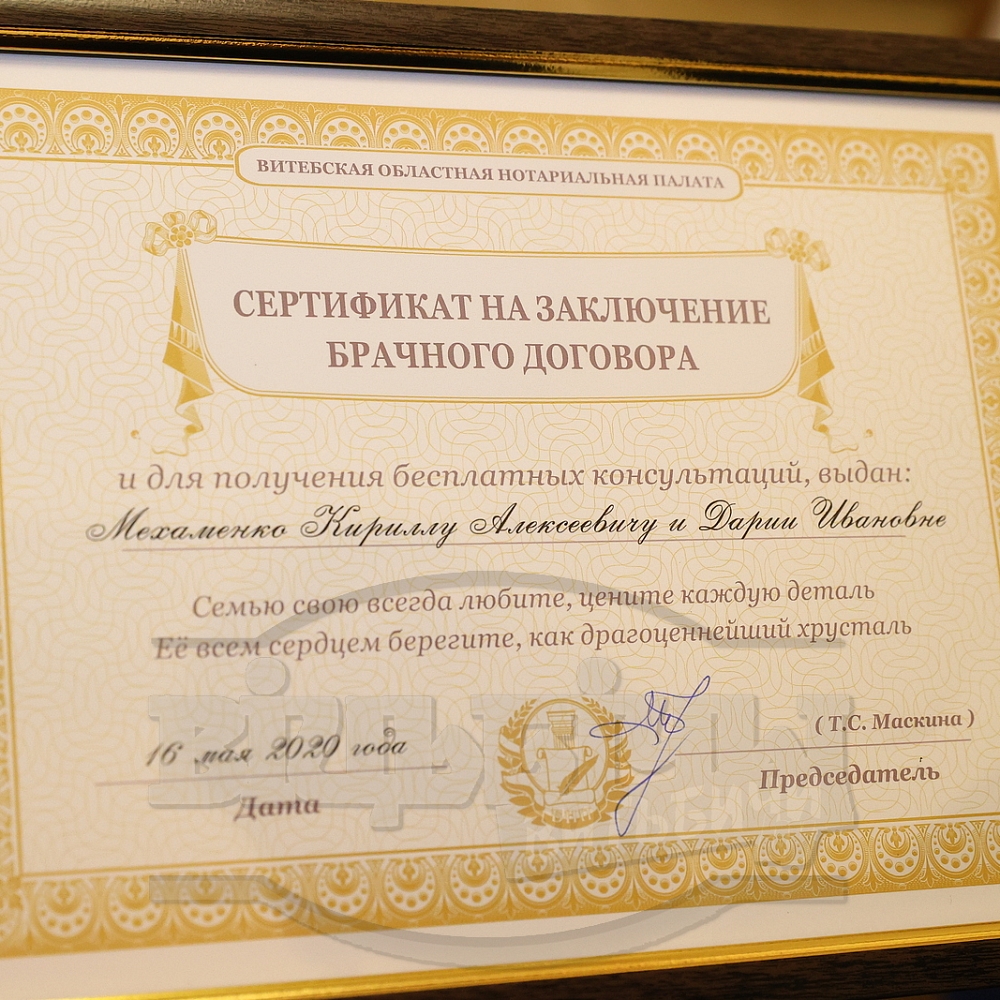 ВИТЕБСКАЯ ОБЛАСТНАЯ НОТАРИАЛЬНАЯ ПАЛАТА
СЕРТИФИКАТ НА ЗАКЛЮЧЕНИЕ
БРАЧНОГО ДОГОВОРА
и для получения бесплатных консультаций, выдан:
Мехаменко Кириллу Алексеевичу и Дарии Ивановне
Семью свою всегда любите, цените каждую деталь
Её всем сердцем берегите, как драгоценнейший хрусталь
16 мая 2020 года
( Т.С. Маскина )
Дата
Председатель